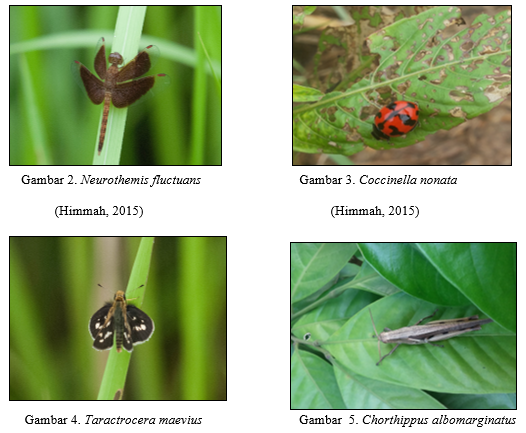 Gambar 2. Neurothemis fluctuans
(Himmah, 2015)
Gambar 3. Coccinella nonata
(Himmah, 2015)
Gambar 4. Taractrocera maevius
Gambar 5. Chorthippus albomarginatus